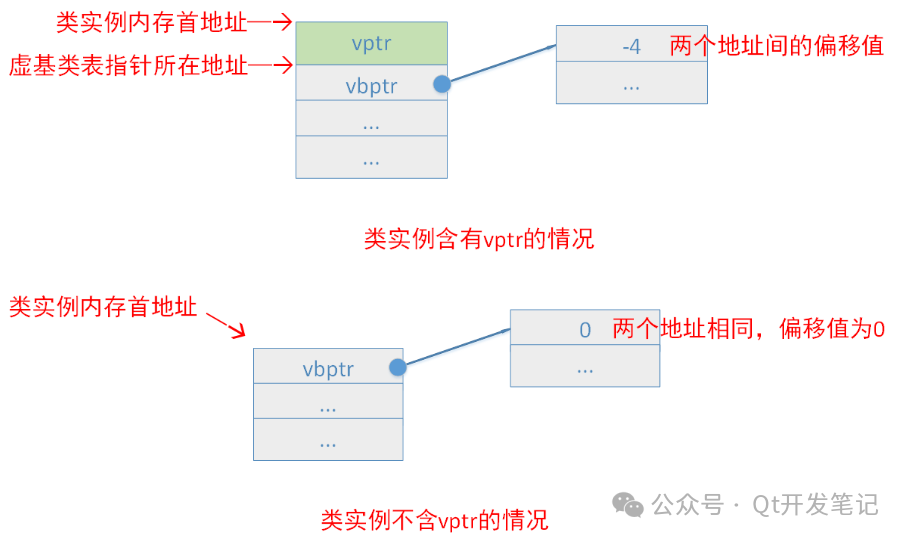 类实例内存首地址
vptr
-4 两个地址间的偏移值
虚基类表指针所在地址
vbptr
...
...
...
类实例含有vptr的情况
类实例内存首地址
0 两个地址相同，偏移值为0
vbptr
...
...
...
公众号 · Qt开发笔记
类实例不含vptr的情况